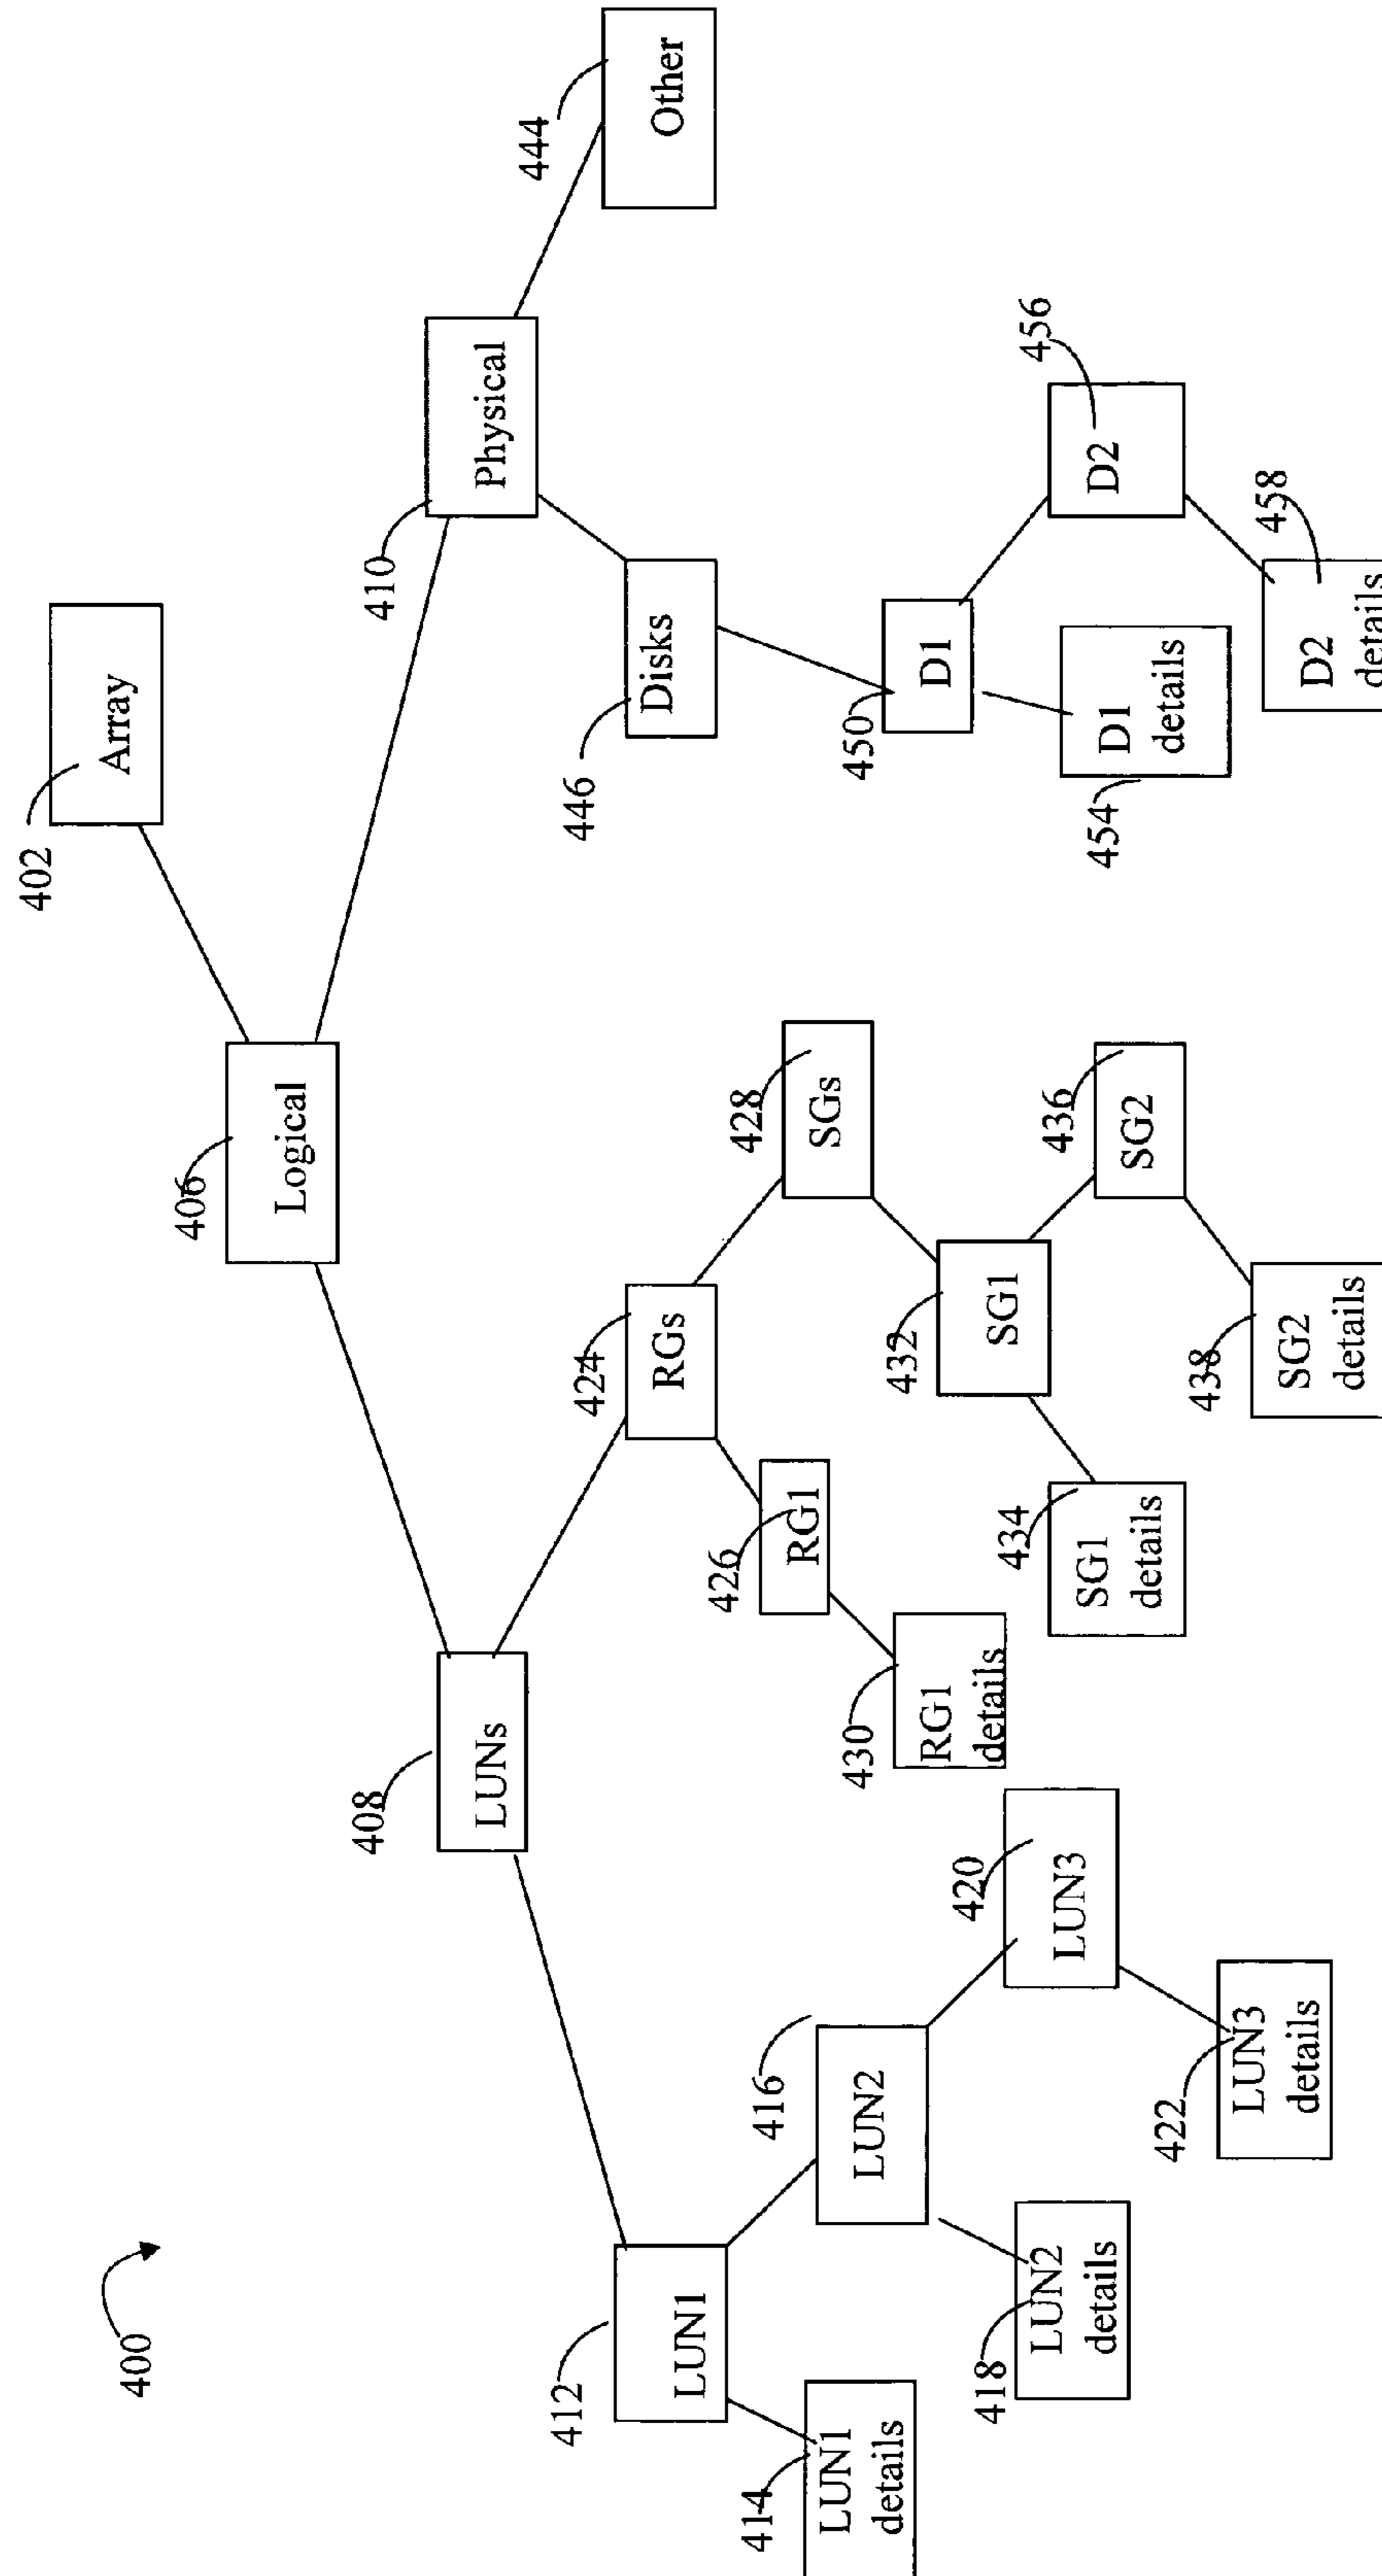 400
402
Array
406
Logical
410
Physical
444
Other
408
LUNs
446
Disks
412
LUN1
424
RGs
414
LUN1
details
416
LUN2
426
RG1
428
SGs
450
D1
418
LUN2
details
420
LUN3
430
RG1
details
432
SG1
454
D1
details
456
D2
422
LUN3
details
434
SG1
details
436
SG2
438
SG2
details
458
D2
details